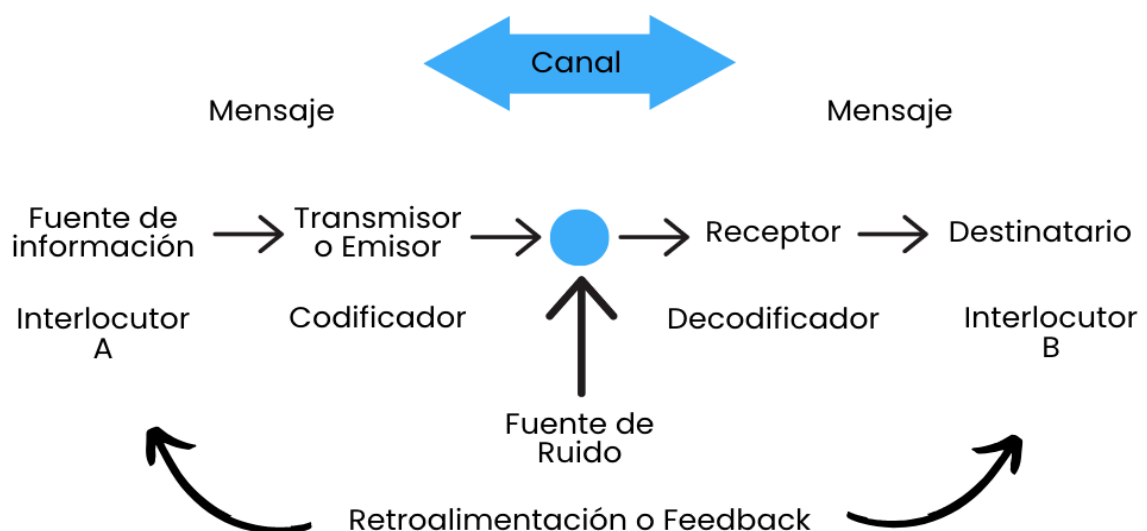 Canal
Mensaje
Mensaje
Fuente de
información
Transmisor
o Emisor
Receptor
Destinatario
Interlocutor
A
Codificador
Decodificador
Interlocutor
B
Fuente de
Ruido
Retroalimentación o Feedback